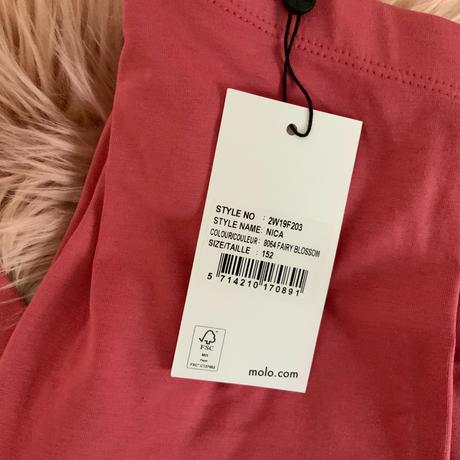 STYLE NO : 2W19F203
STYLE NAME: NICA
COLOUR/COULEUR : 8064 FAIRY BLOSSOM
SIZE/TAILLE : 152
5 714210 170891
FSC
MIX
Paper
molo.com